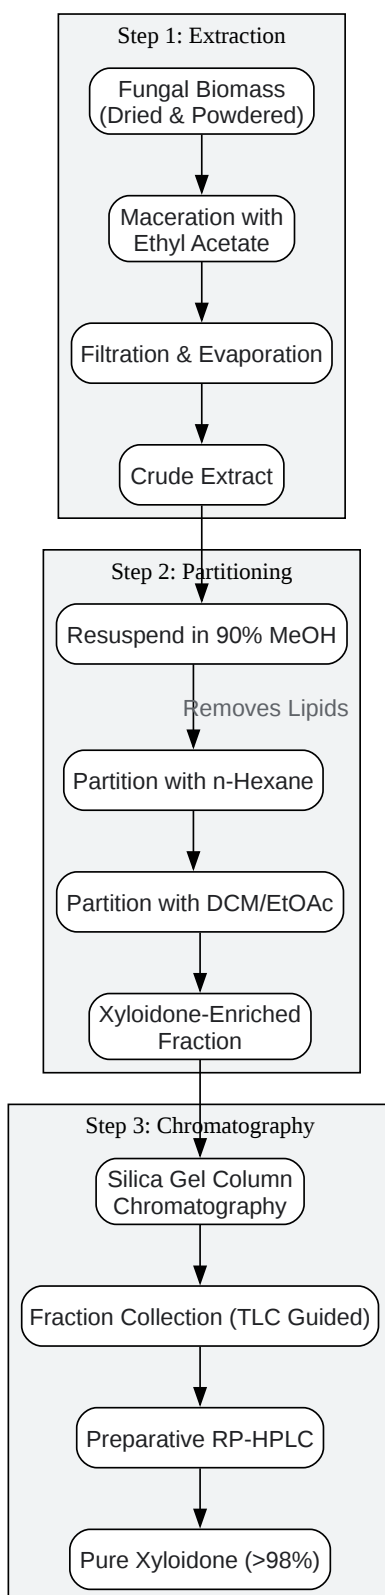 Step 1: Extraction
Fungal Biomass
(Dried & Powdered)
Maceration with
Ethyl Acetate
Filtration & Evaporation
Crude Extract
Step 2: Partitioning
Resuspend in 90% MeOH
Removes Lipids
Partition with n-Hexane
Partition with DCM/EtOAc
Xyloidone-Enriched
Fraction
Step 3: Chromatography
Silica Gel Column
Chromatography
Fraction Collection (TLC Guided)
Preparative RP-HPLC
Pure Xyloidone (>98%)